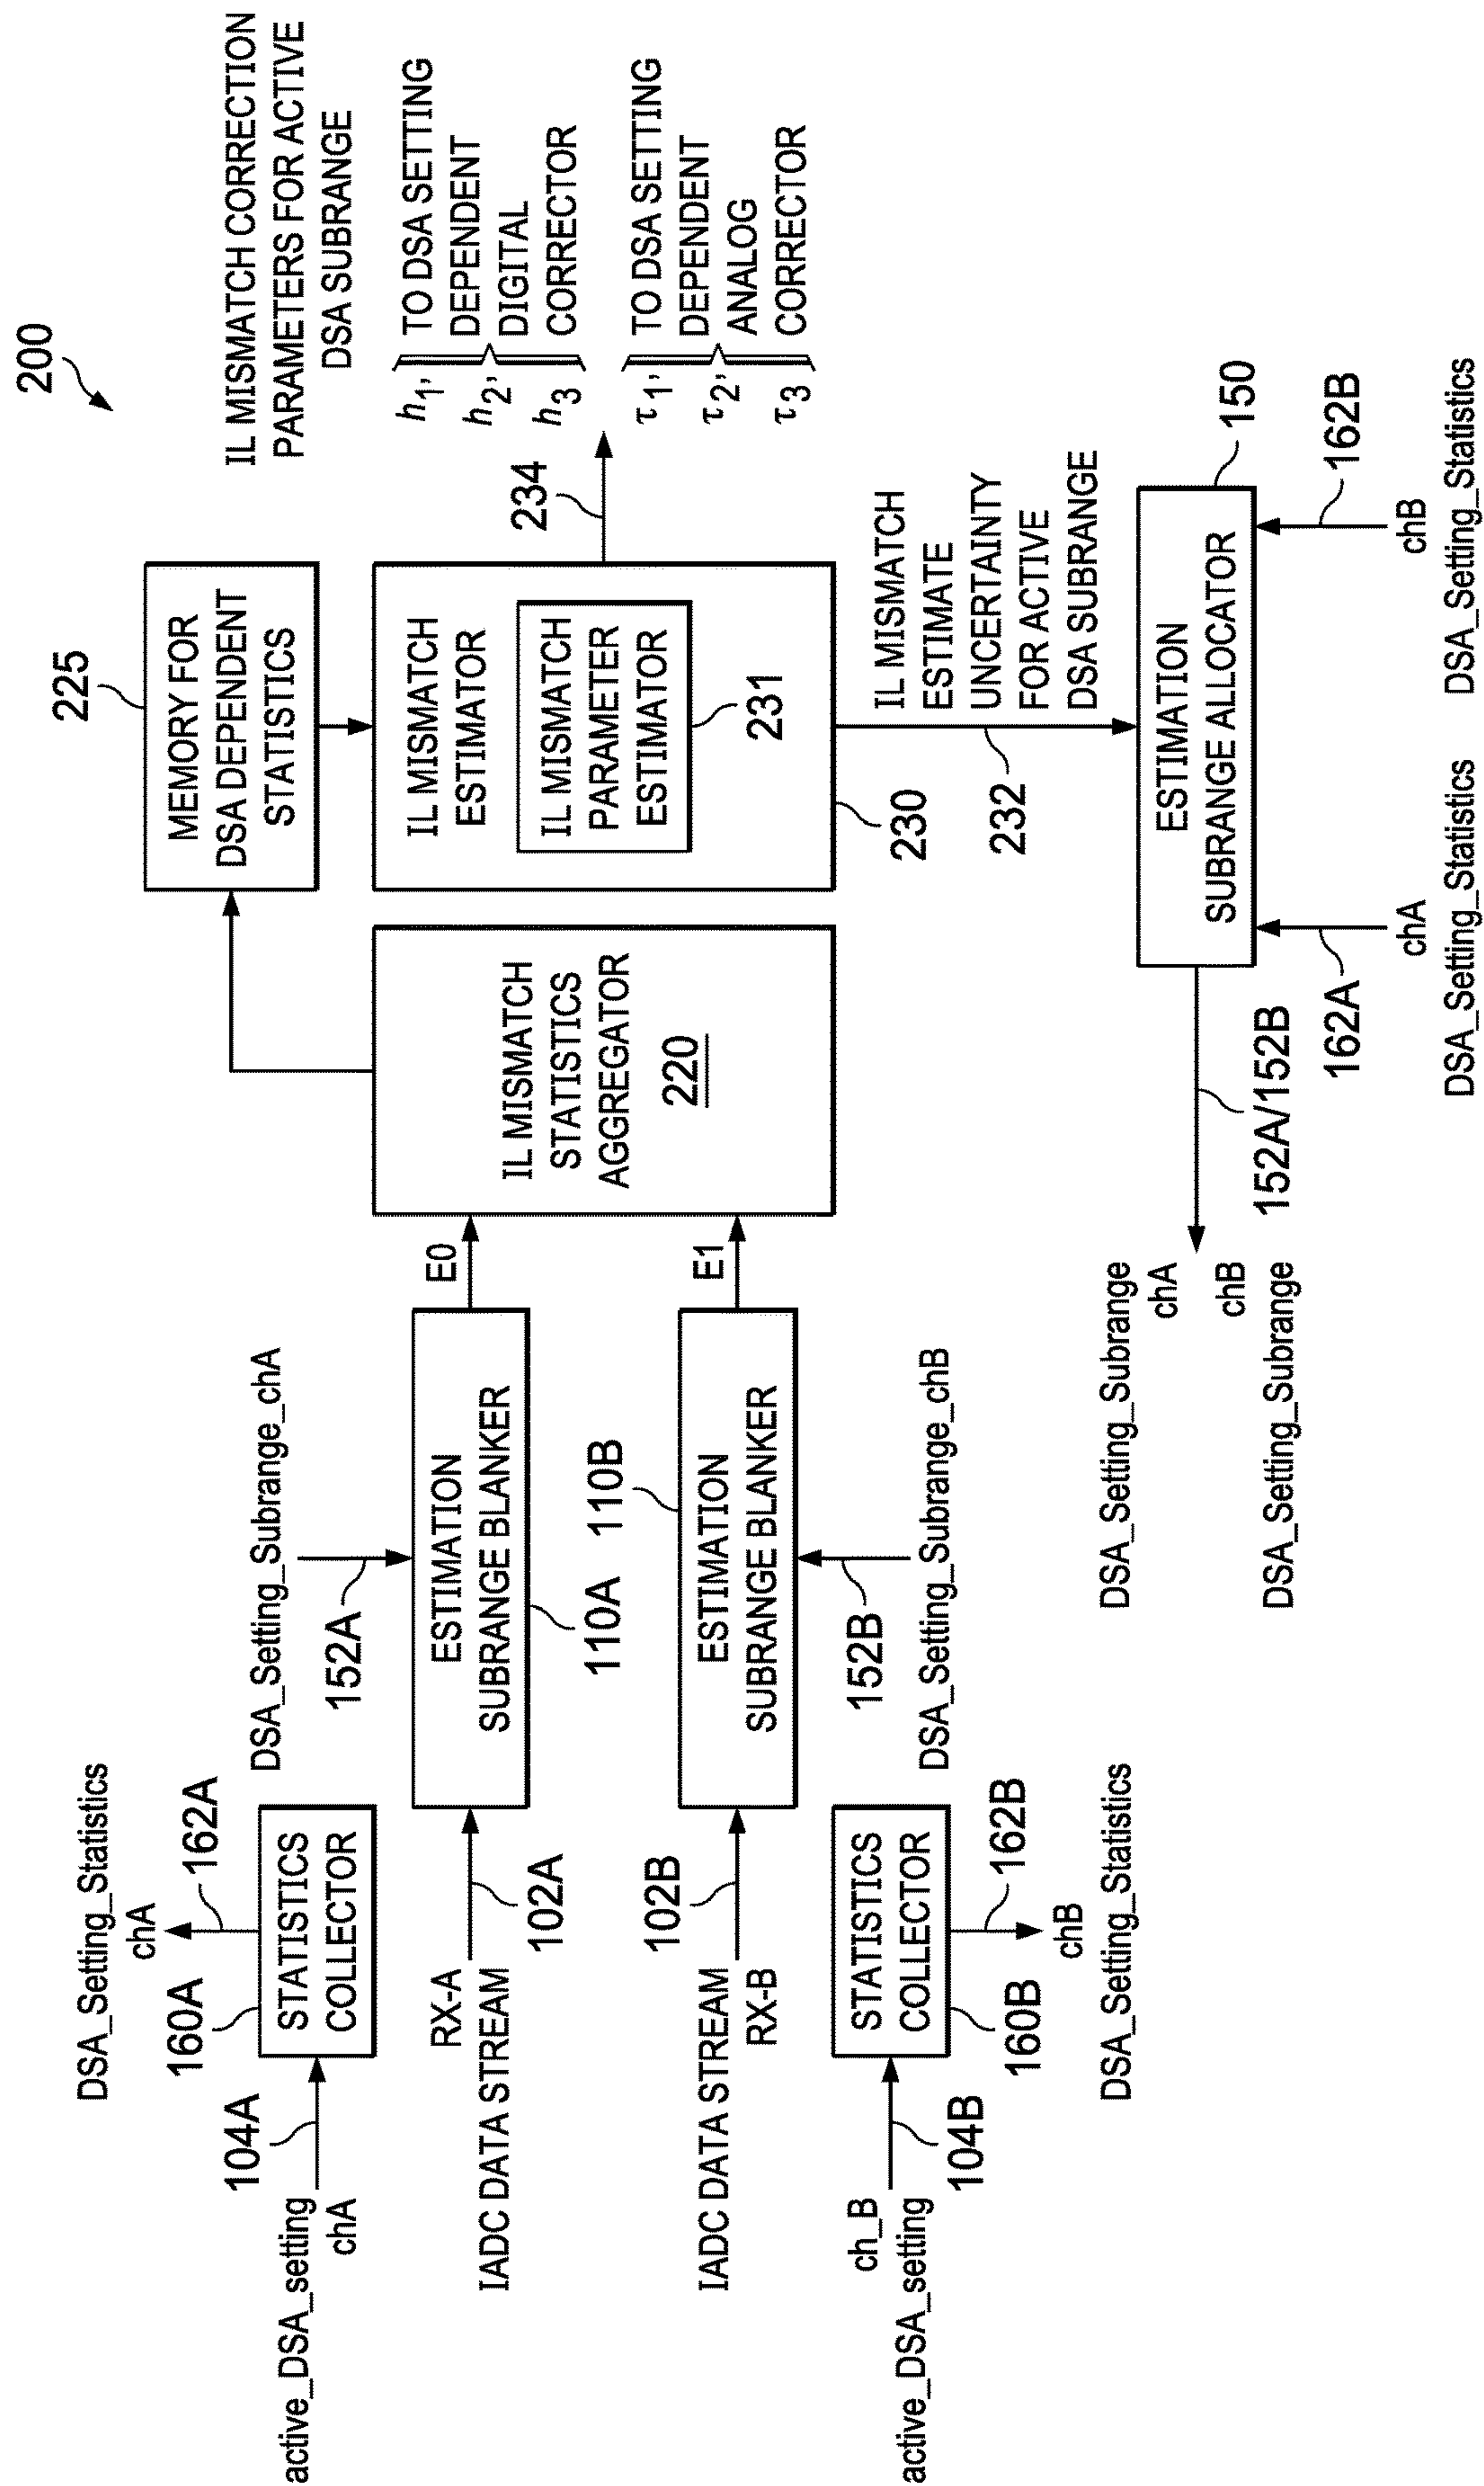 200
active_DSA_setting
chA
104A
STATISTICS
COLLECTOR
160A
162A
DSA_Setting_Statistics
chA
RX-A
IADC DATA STREAM
102A
DSA_Setting_Subrange_chA
152A
ESTIMATION
SUBRANGE BLANKER
110A
E0
IADC DATA STREAM
RX-B
102B
ESTIMATION
SUBRANGE BLANKER
110B
E1
152B
DSA_Setting_Subrange_chB
ch_B
active_DSA_setting
104B
STATISTICS
COLLECTOR
160B
162B
chB
DSA_Setting_Statistics
IL MISMATCH
STATISTICS
AGGREGATOR
220
MEMORY FOR
DSA DEPENDENT
STATISTICS
225
IL MISMATCH
ESTIMATOR
IL MISMATCH
PARAMETER
ESTIMATOR
231
230
234
IL MISMATCH CORRECTION
PARAMETERS FOR ACTIVE
DSA SUBRANGE
h1,
h2,
h3
TO DSA SETTING
DEPENDENT
DIGITAL
CORRECTOR
τ1,
τ2,
τ3
TO DSA SETTING
DEPENDENT
ANALOG
CORRECTOR
232
IL MISMATCH
ESTIMATE
UNCERTAINTY
FOR ACTIVE
DSA SUBRANGE
ESTIMATION
SUBRANGE ALLOCATOR
150
DSA_Setting_Subrange
chA
chB
DSA_Setting_Subrange
152A/152B
162A
chA
DSA_Setting_Statistics
162B
chB
DSA_Setting_Statistics